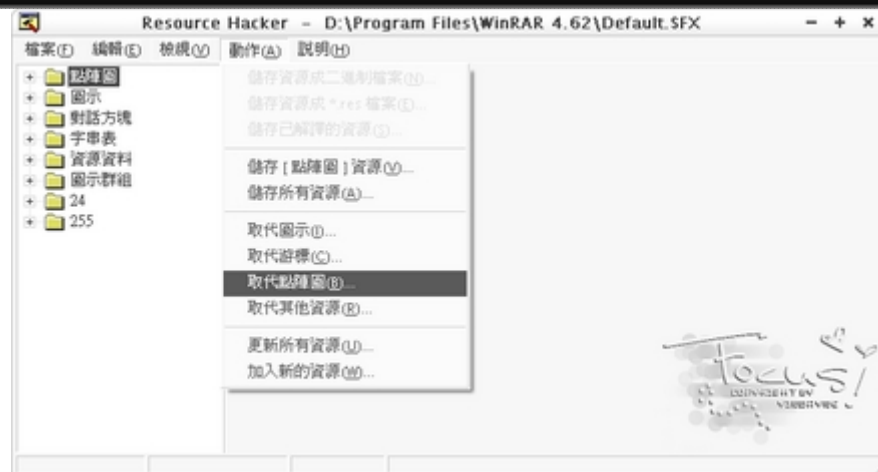 Resource Hacker - D:\Program Files\WinRAR 4.62\Default.SFX
檔案(F) 編輯(E) 檢視(V) 動作(A) 說明(H)
點陣圖
圖示
對話方塊
字串表
資源資料
圖示群組
24
255
儲存資源成二進制檔案(N)...
儲存資源成 *.res 檔案(E)...
儲存已解譯的資源(S)...
儲存 [ 點陣圖 ] 資源(V)...
儲存所有資源(A)...
取代圖示(I)...
取代游標(C)...
取代點陣圖(B)...
取代其他資源(R)...
更新所有資源(U)...
加入新的資源(W)...
Focus!
COPYRIGHT BY